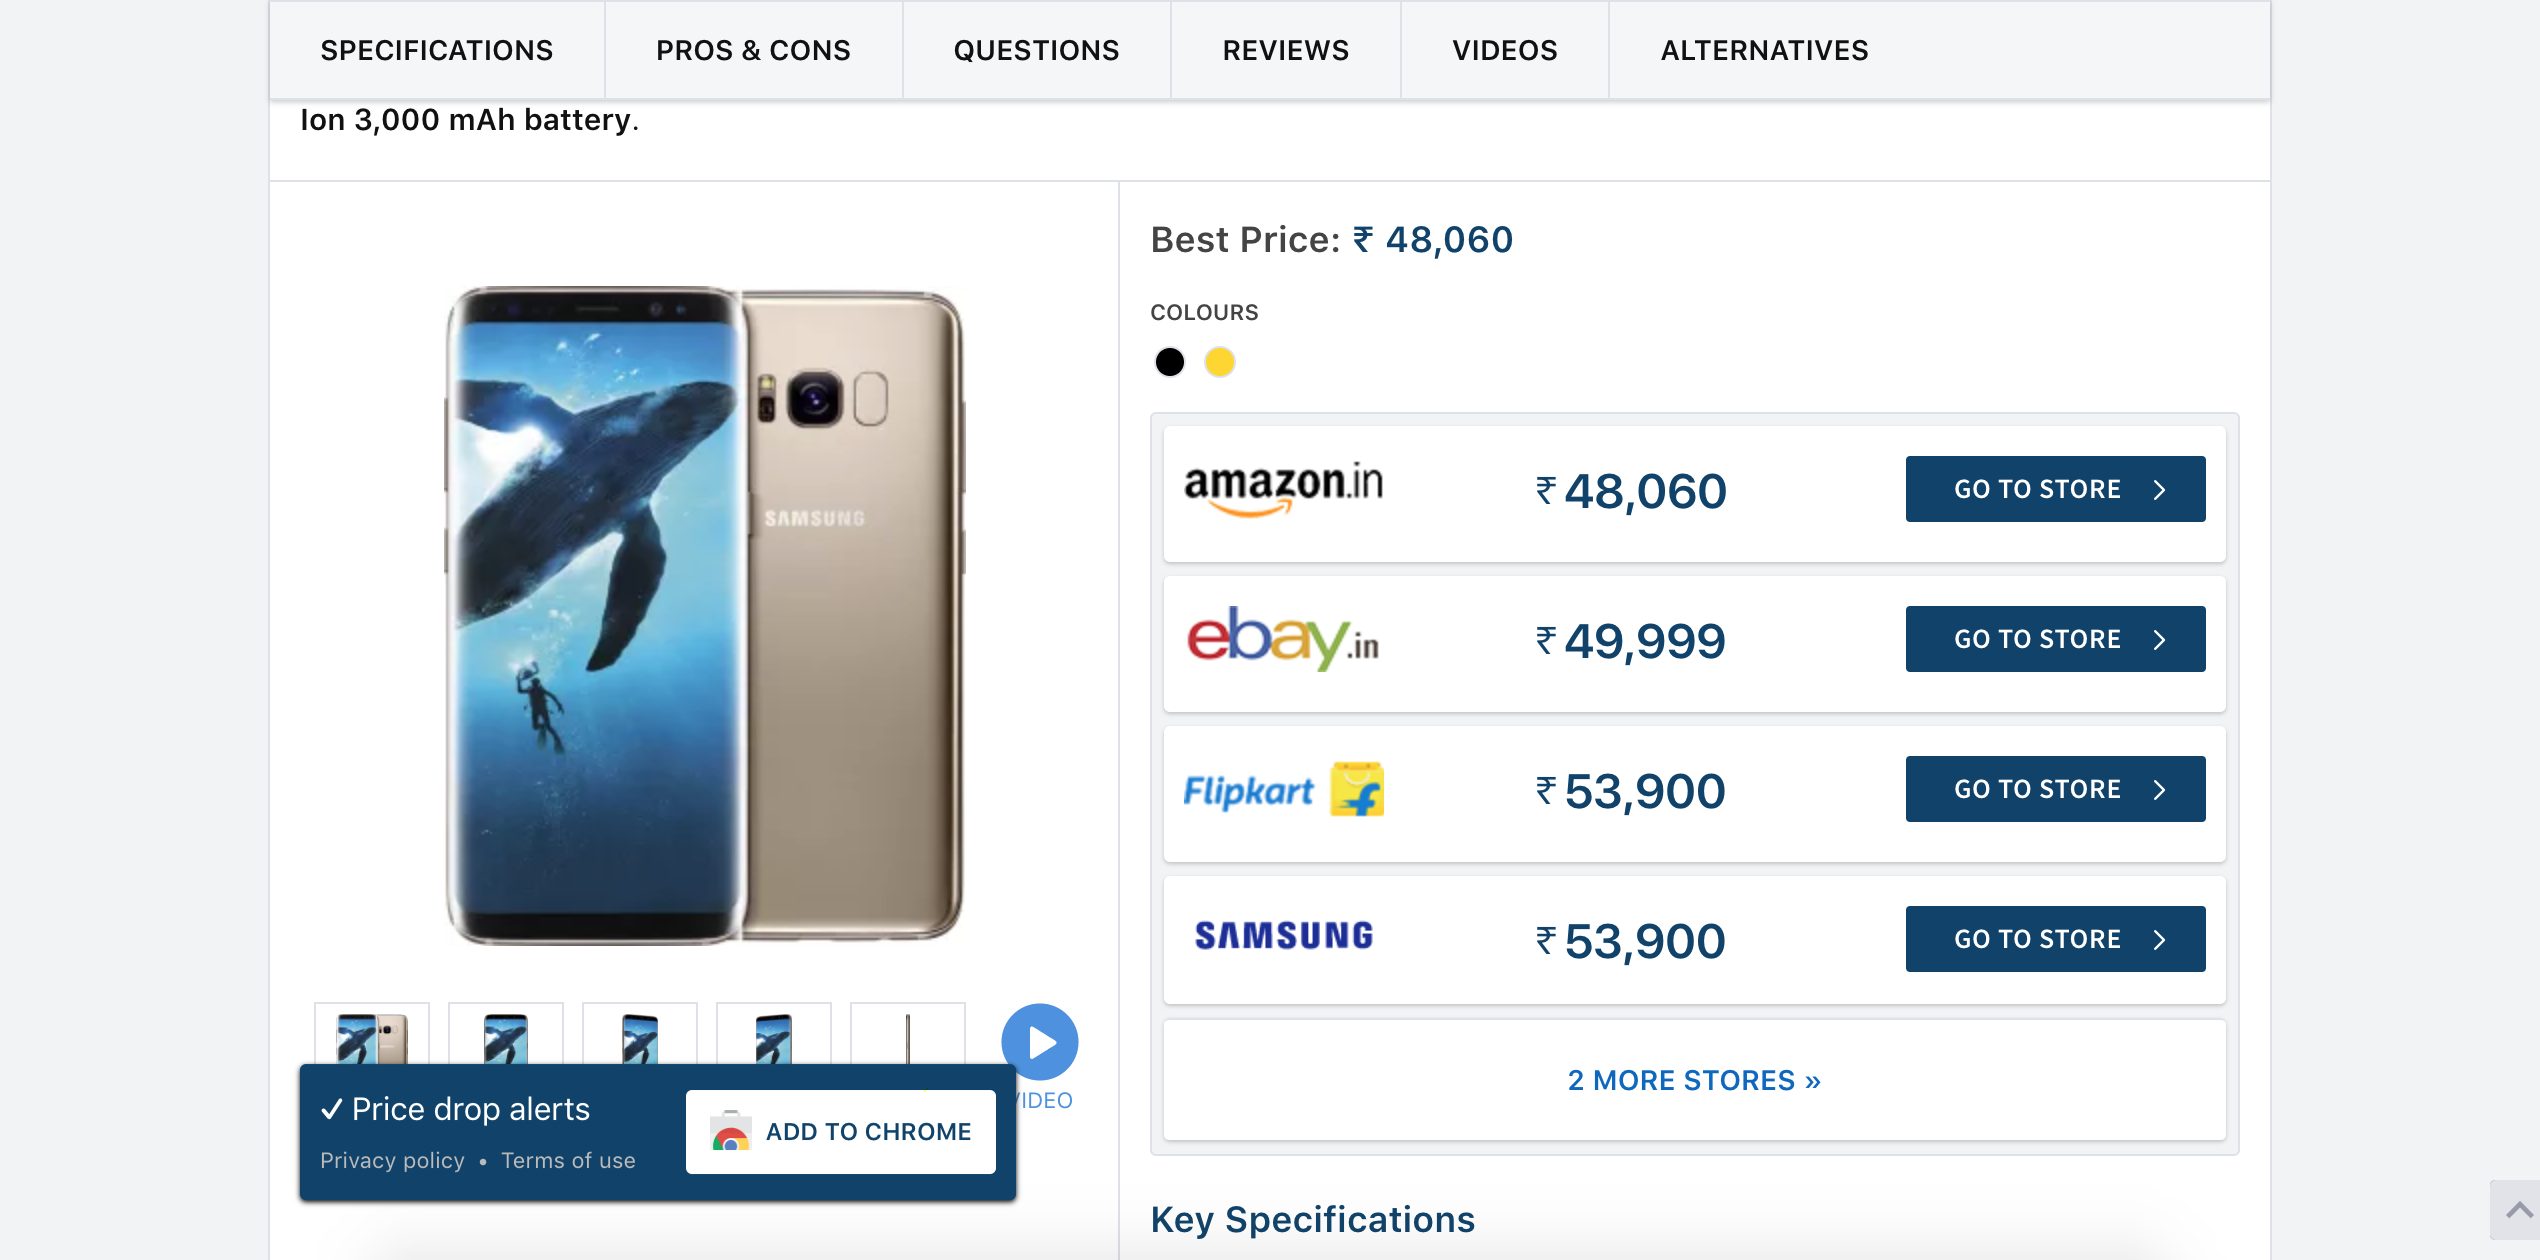 SPECIFICATIONS
PROS & CONS
QUESTIONS
REVIEWS
VIDEOS
ALTERNATIVES
Ion 3,000 mAh battery.
SAMSUNG
VIDEO
✓ Price drop alerts
Privacy policy • Terms of use
ADD TO CHROME
Best Price: ₹ 48,060
COLOURS
amazon.in ₹ 48,060 GO TO STORE
ebay.in ₹ 49,999 GO TO STORE
Flipkart ₹ 53,900 GO TO STORE
SAMSUNG ₹ 53,900 GO TO STORE
2 MORE STORES »
Key Specifications